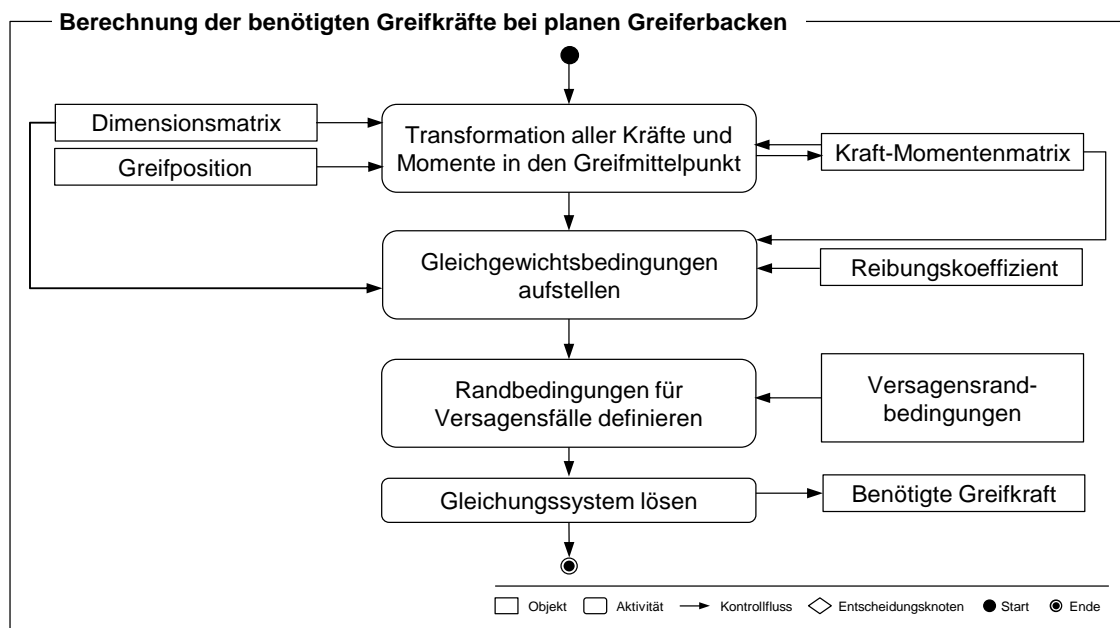 Berechnung der benötigten Greifkräfte bei planen Greiferbacken
Dimensionsmatrix
Greifposition
Transformation aller Kräfte und
Momente in den Greifmittelpunkt
Kraft-Momentenmatrix
Gleichgewichtsbedingungen
aufstellen
Reibungskoeffizient
Randbedingungen für
Versagensfälle definieren
Versagensrand-
bedingungen
Gleichungssystem lösen
Benötigte Greifkraft
Objekt
Aktivität
Kontrollfluss
Entscheidungsknoten
Start
Ende